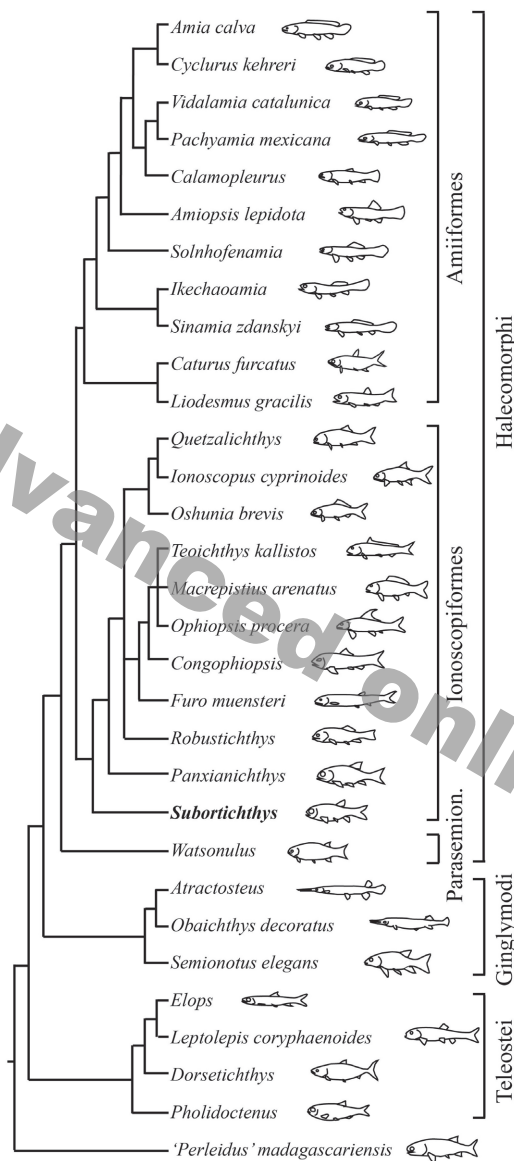 Amia calva
Cyclurus kehreri
Vidalamia catalunica
Pachyamia mexicana
Calamopleurus
Amiopsis lepidota
Solnhofenamia
Ikechaoamia
Sinamia zdanskyi
Caturus furcatus
Liodesmus gracilis
Quetzalichthys
Ionoscopus cyprinoides
Oshunia brevis
Teoichthys kallistos
Macrepistius arenatus
Ophiopsis procera
Congophiopsis
Furo muensteri
Robustichthys
Panxianichthys
Subortichthys
Watsonulus
Atractosteus
Obaichthys decoratus
Semionotus elegans
Elops
Leptolepis coryphaenoides
Dorsetichthys
Pholidoctenus
‘Perleidus’ madagascariensis
Amiiformes
Ionoscopiformes
Parasemion.
Halecomorphi
Ginglymodi
Teleostei